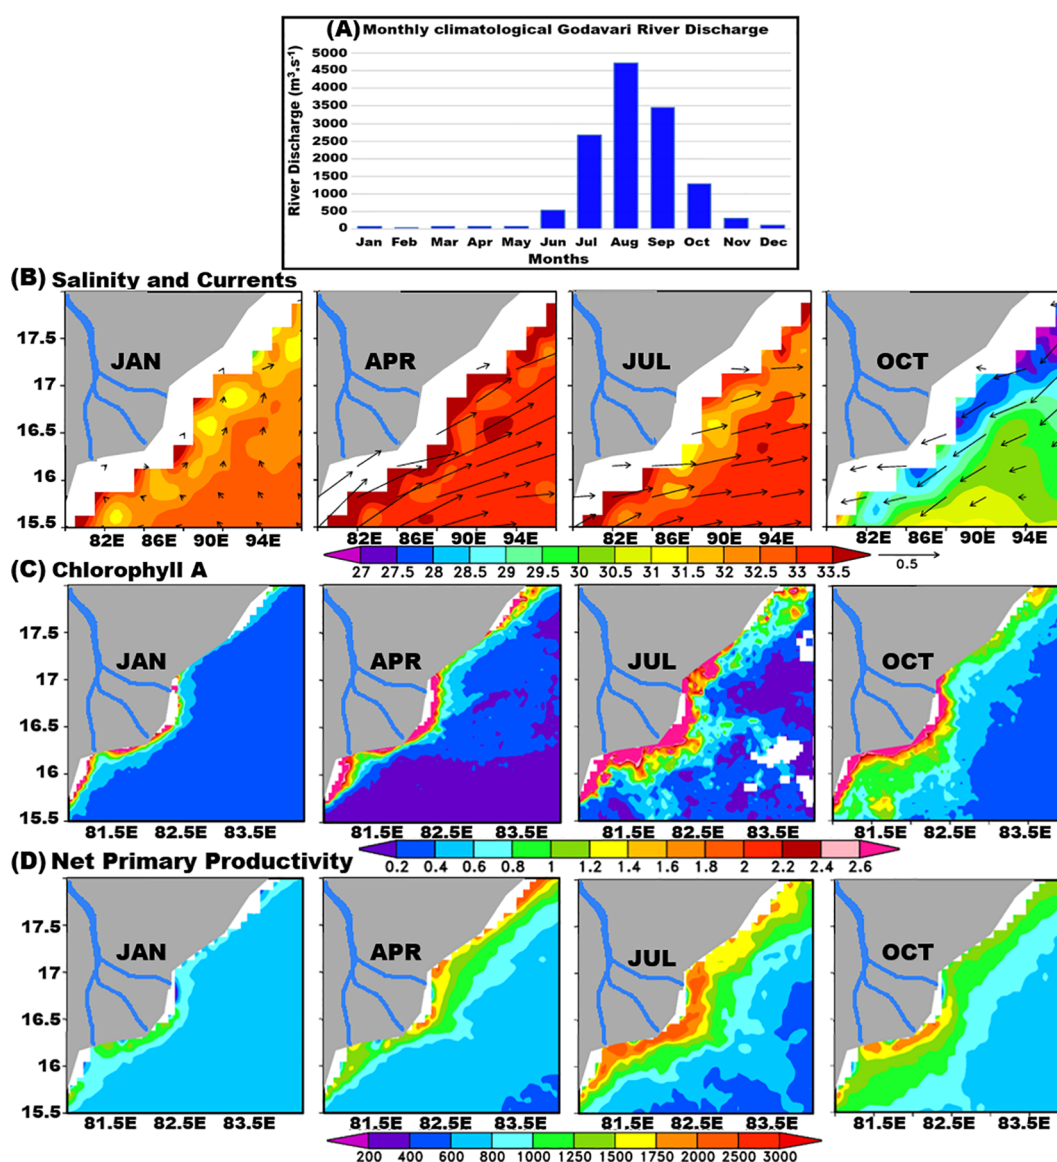 (A) Monthly climatological Godavari River Discharge
River Discharge (m³.s⁻¹)
5000
4500
4000
3500
3000
2500
2000
1500
1000
500
0
Jan Feb Mar Apr May Jun Jul Aug Sep Oct Nov Dec
Months
(B) Salinity and Currents
17.5
17
16.5
16
15.5
JAN APR JUL OCT
82E 86E 90E 94E 82E 86E 90E 94E 82E 86E 90E 94E 82E 86E 90E 94E
27 27.5 28 28.5 29 29.5 30 30.5 31 31.5 32 32.5 33 33.5
0.5
(C) Chlorophyll A
17.5
17
16.5
16
15.5
JAN APR JUL OCT
81.5E 82.5E 83.5E 81.5E 82.5E 83.5E 81.5E 82.5E 83.5E 81.5E 82.5E 83.5E
0.2 0.4 0.6 0.8 1 1.2 1.4 1.6 1.8 2 2.2 2.4 2.6
(D) Net Primary Productivity
17.5
17
16.5
16
15.5
JAN APR JUL OCT
81.5E 82.5E 83.5E 81.5E 82.5E 83.5E 81.5E 82.5E 83.5E 81.5E 82.5E 83.5E
200 400 600 800 1000 1250 1500 1750 2000 2500 3000